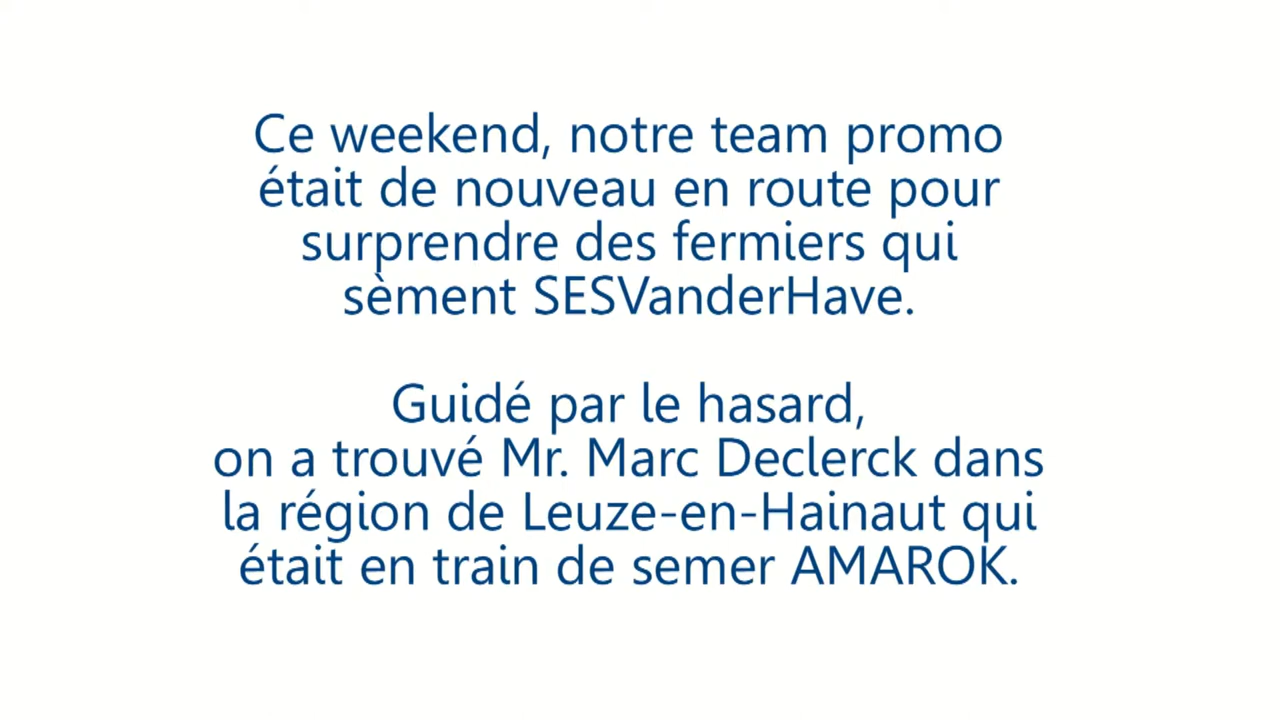 Ce weekend, notre team promo
était de nouveau en route pour
surprendre des fermiers qui
sèment SESVanderHave.
Guidé par le hasard,
on a trouvé Mr. Marc Declerck dans
la région de Leuze-en-Hainaut qui
était en train de semer AMAROK.